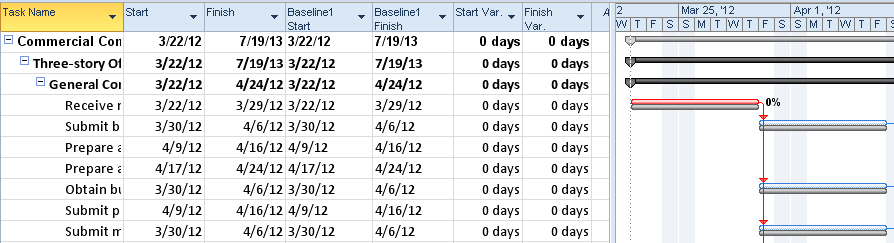 Task Name Start Finish Baseline1 Start Baseline1 Finish Start Var. Finish Var. A
2 Mar 25, '12 Apr 1, '12
W T F S S M T W T F S S M T W T F S
Commercial Con 3/22/12 7/19/13 3/22/12 7/19/13 0 days 0 days
Three-story Of 3/22/12 7/19/13 3/22/12 7/19/13 0 days 0 days
General Con 3/22/12 4/24/12 3/22/12 4/24/12 0 days 0 days
Receive r 3/22/12 3/29/12 3/22/12 3/29/12 0 days 0 days 0%
Submit b 3/30/12 4/6/12 3/30/12 4/6/12 0 days 0 days
Prepare a 4/9/12 4/16/12 4/9/12 4/16/12 0 days 0 days
Prepare a 4/17/12 4/24/12 4/17/12 4/24/12 0 days 0 days
Obtain bu 3/30/12 4/6/12 3/30/12 4/6/12 0 days 0 days
Submit p 4/9/12 4/16/12 4/9/12 4/16/12 0 days 0 days
Submit m 3/30/12 4/6/12 3/30/12 4/6/12 0 days 0 days